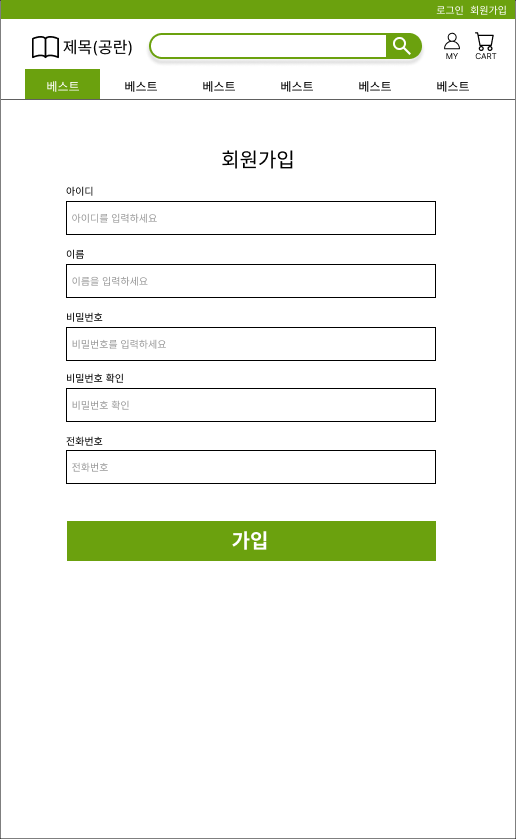 로그인 회원가입
제목(공란)
MY CART
베스트 베스트 베스트 베스트 베스트 베스트
회원가입
아이디
아이디를 입력하세요
이름
이름을 입력하세요
비밀번호
비밀번호를 입력하세요
비밀번호 확인
비밀번호 확인
전화번호
전화번호
가입